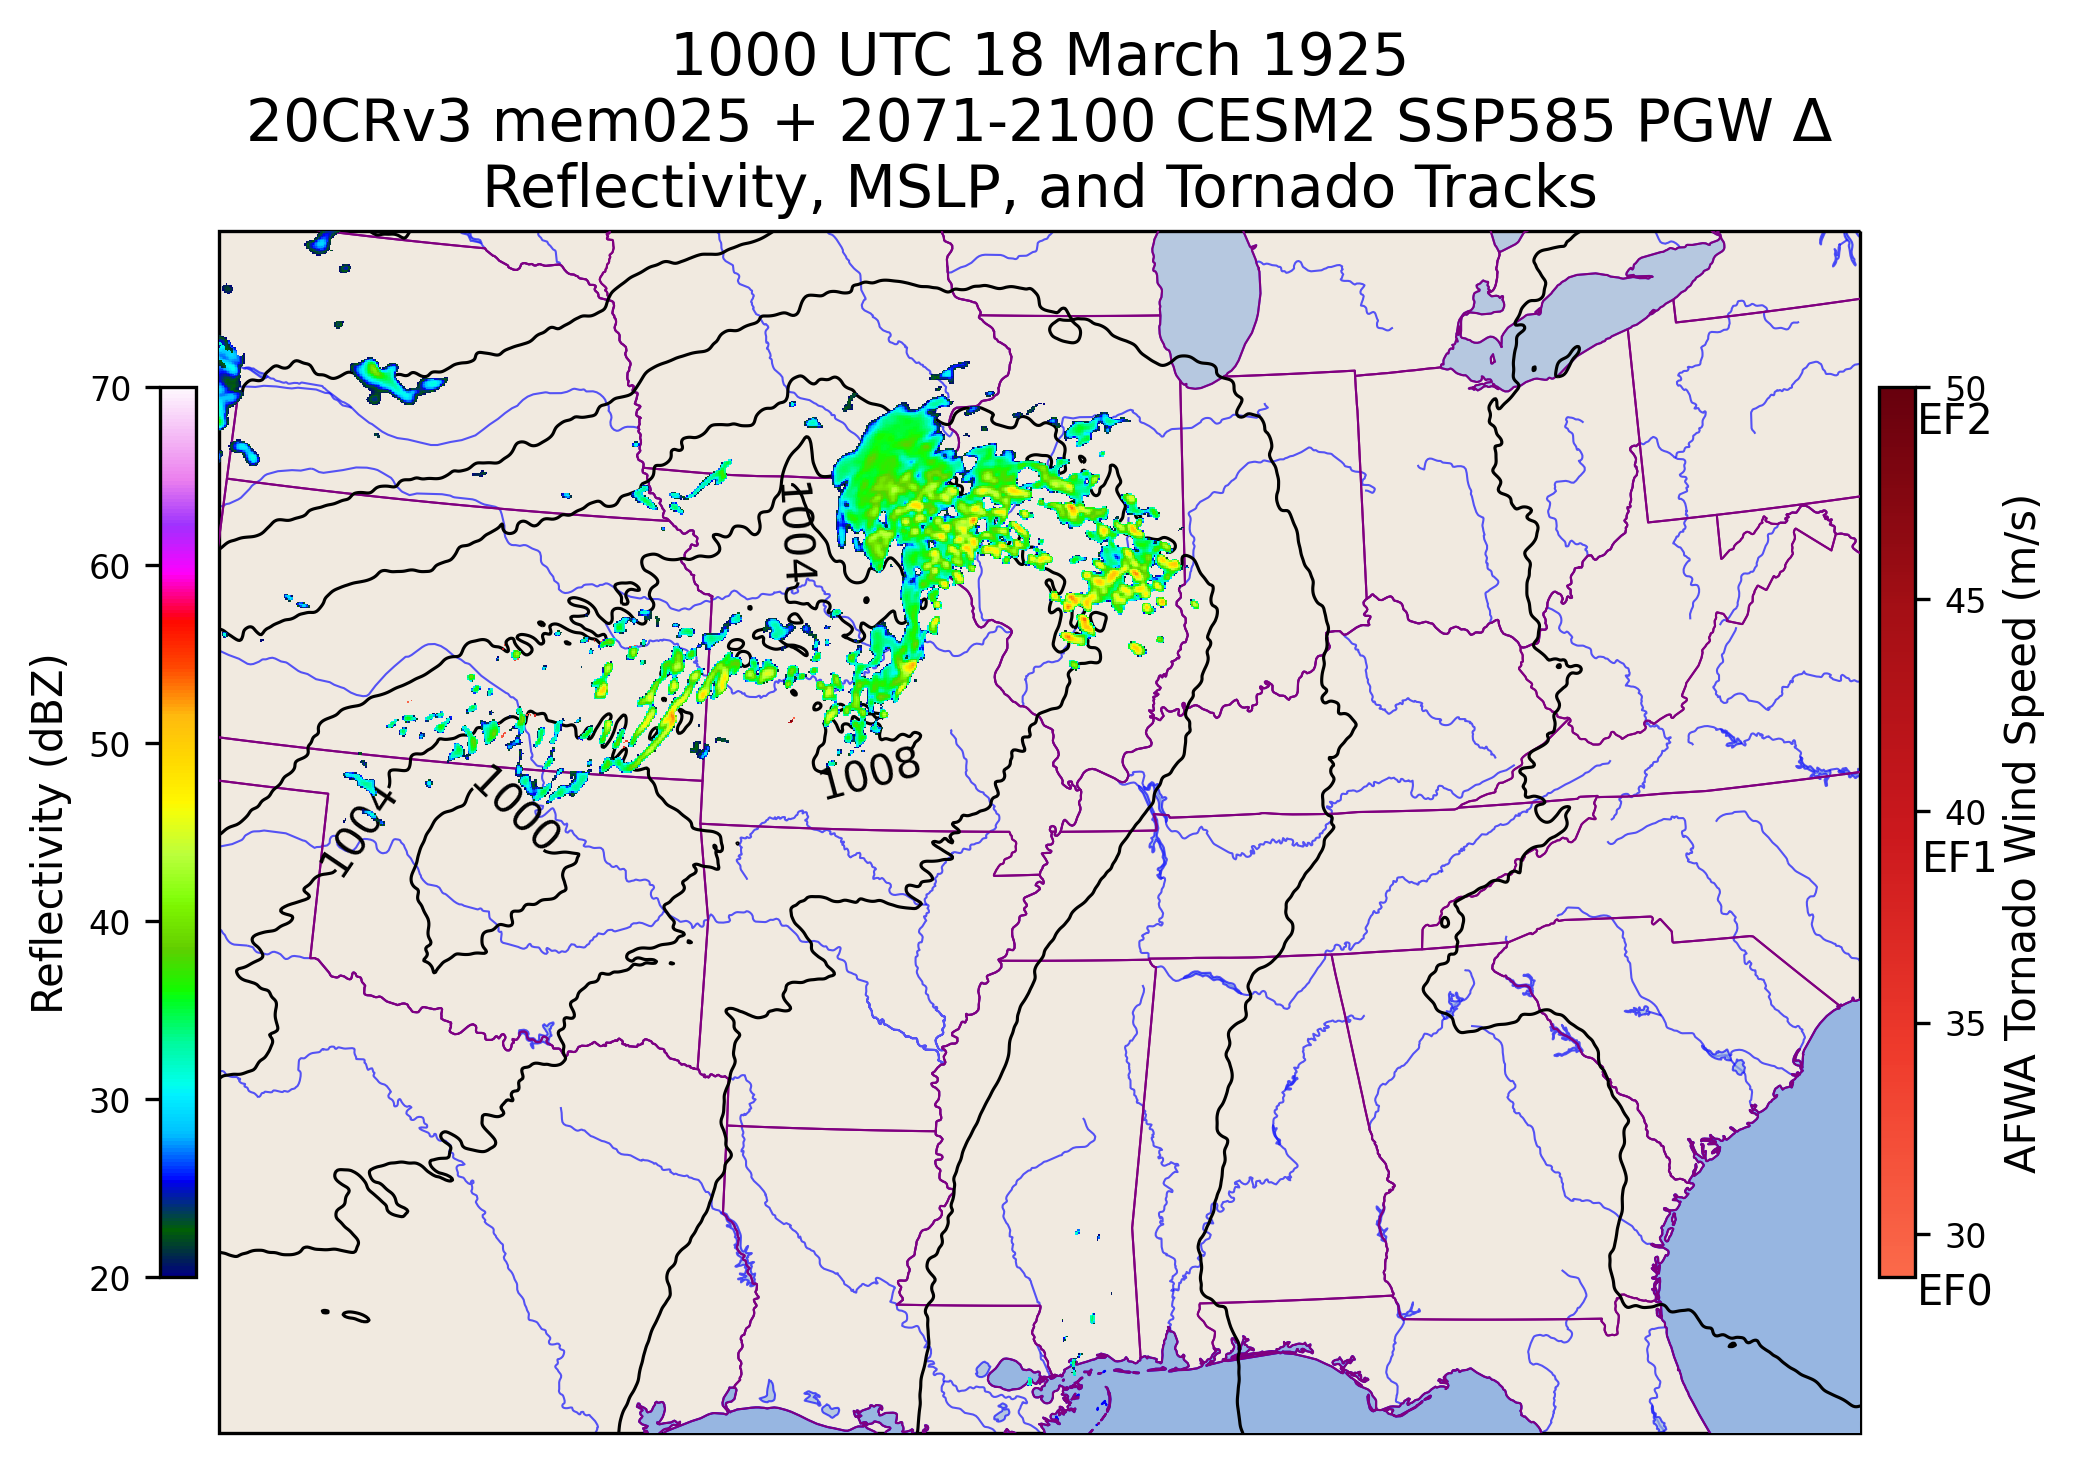 1000 UTC 18 March 1925
20CRv3 mem025 + 2071-2100 CESM2 SSP585 PGW Δ
Reflectivity, MSLP, and Tornado Tracks
70
60
50
40
30
20
Reflectivity (dBZ)
1004
1008
1004
1000
50
EF2
45
40
EF1
35
30
EF0
AFWA Tornado Wind Speed (m/s)